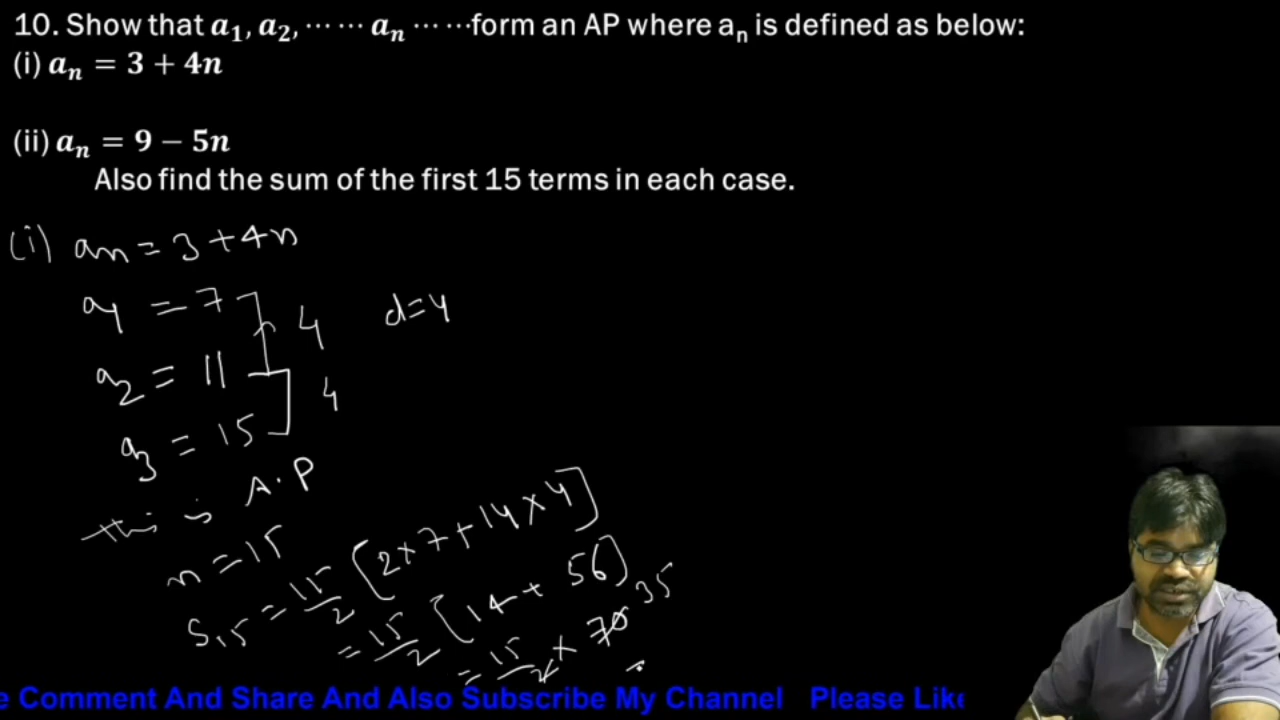 10. Show that a₁, a₂, ⋯⋯ aₙ ⋯⋯form an AP where aₙ is defined as below:
(i) aₙ = 3 + 4n
(ii) aₙ = 9 − 5n
Also find the sum of the first 15 terms in each case.
(i) an = 3 + 4n
a₁ = 7
4 d=4
a₂ = 11
4
a₃ = 15
this is A.P
n = 15
S₁₅ = 15/2 [2×7 + 14×4]
= 15/2 [14 + 56]
= 15/2 × 70 35
=
e Comment And Share And Also Subscribe My Channel Please Like